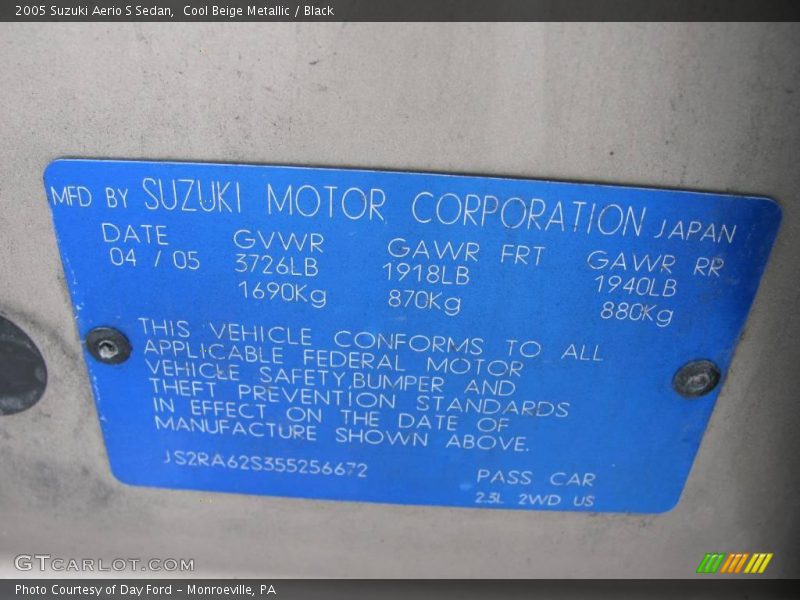 2005 Suzuki Aerio S Sedan,  Cool Beige Metallic / Black
MFD BY SUZUKI MOTOR CORPORATION JAPAN
DATE GVWR GAWR FRT GAWR RR
04 / 05 3726LB 1918LB 1940LB
1690Kg 870Kg 880Kg
THIS VEHICLE CONFORMS TO ALL
APPLICABLE FEDERAL MOTOR
VEHICLE SAFETY,BUMPER AND
THEFT PREVENTION STANDARDS
IN EFFECT ON THE DATE OF
MANUFACTURE SHOWN ABOVE.
JS2RA62S355256672
PASS CAR
2.3L 2WD US
GTCARLOT.COM
Photo Courtesy of Day Ford - Monroeville, PA